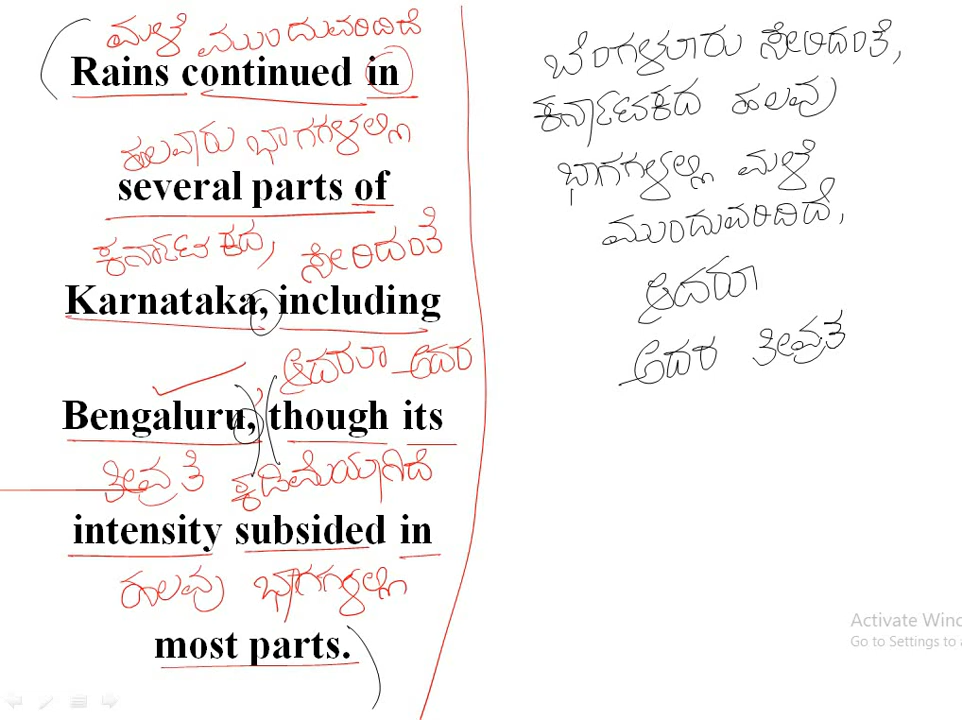 ಮಳೆ ಮುಂದುವರಿದಿದೆ
Rains continued in
ಹಲವಾರು ಭಾಗಗಳಲ್ಲಿ
several parts of
ಕರ್ನಾಟಕದ, ಸೇರಿದಂತೆ
Karnataka, including
ಆದರೂ ಅದರ
Bengaluru, though its
ತೀವ್ರತೆ ಕಡಿಮೆಯಾಗಿದೆ
intensity subsided in
ಹಲವು ಭಾಗಗಳಲ್ಲಿ
most parts.
ಬೆಂಗಳೂರು ಸೇರಿದಂತೆ,
ಕರ್ನಾಟಕದ ಹಲವು
ಭಾಗಗಳಲ್ಲಿ ಮಳೆ
ಮುಂದುವರಿದಿದೆ,
ಆದರೂ
ಅದರ ತೀವ್ರತೆ
Activate Winc
Go to Settings to